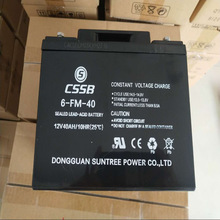 CSSB
6-FM-40
SEALED LEAD-ACID BATTERY
12V40AH/10HR(25℃)
CONSTANT VOLTAGE CHARGE
DONGGUAN SUNTREE POWER CO.,LTD